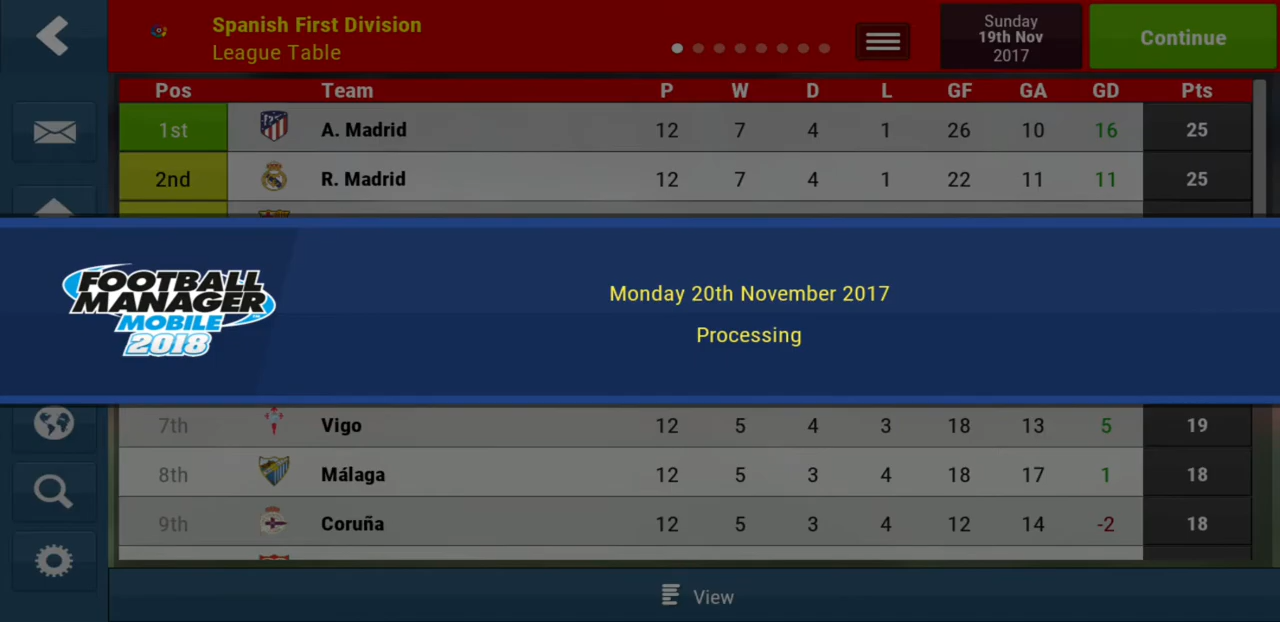 Spanish First Division
League Table
Sunday
19th Nov
2017
Continue
Pos Team P W D L GF GA GD Pts
1st A. Madrid 12 7 4 1 26 10 16 25
2nd R. Madrid 12 7 4 1 22 11 11 25
FOOTBALL
MANAGER
MOBILE
2018
Monday 20th November 2017
Processing
7th Vigo 12 5 4 3 18 13 5 19
8th Málaga 12 5 3 4 18 17 1 18
9th Coruña 12 5 3 4 12 14 -2 18
View